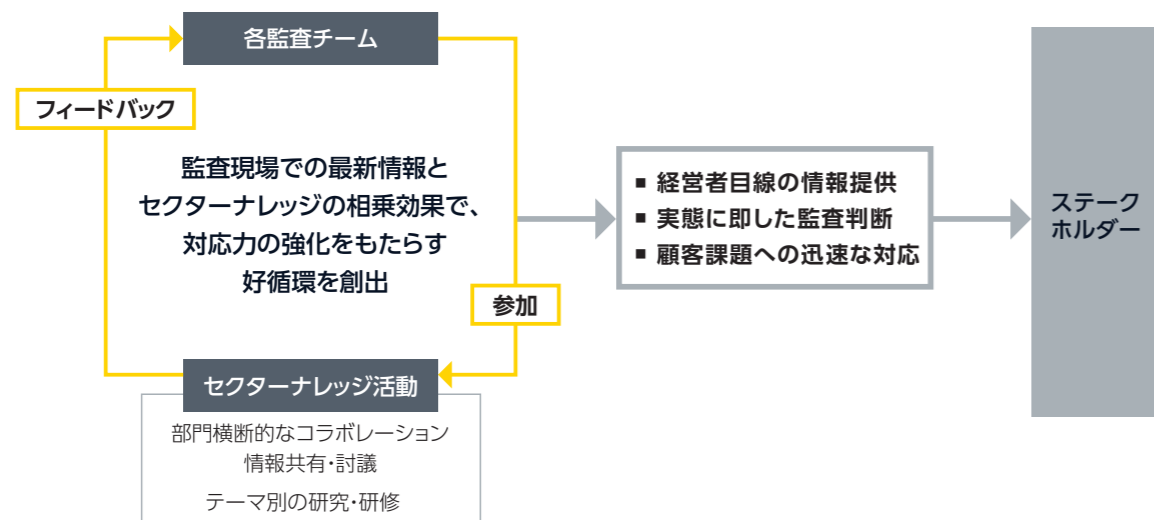 各監査チーム
フィードバック
監査現場での最新情報と
セクターナレッジの相乗効果で、
対応力の強化をもたらす
好循環を創出
参加
セクターナレッジ活動
部門横断的なコラボレーション
情報共有・討議
テーマ別の研究・研修
■ 経営者目線の情報提供
■ 実態に即した監査判断
■ 顧客課題への迅速な対応
ステーク
ホルダー